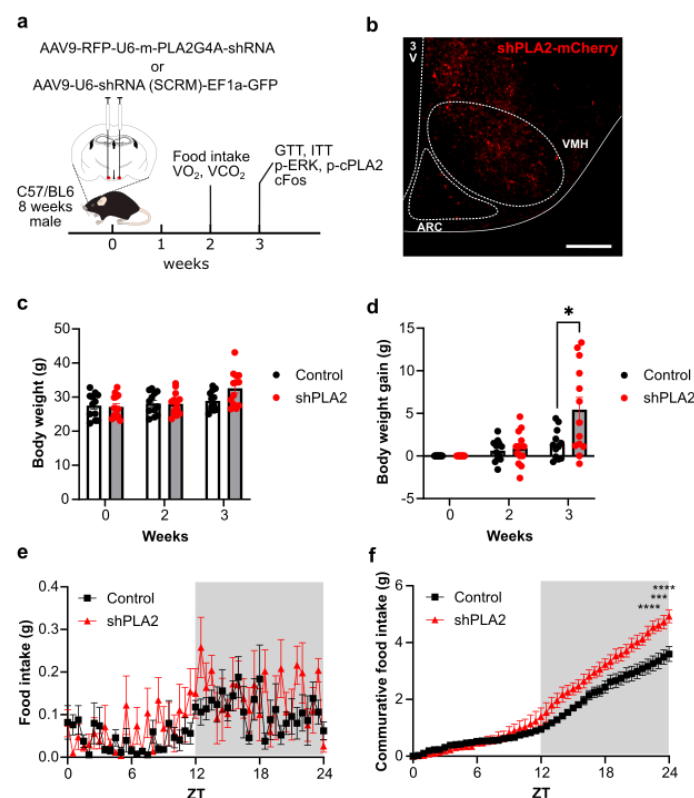 a
AAV9-RFP-U6-m-PLA2G4A-shRNA
or
AAV9-U6-shRNA (SCRM)-EF1a-GFP
C57/BL6
8 weeks
male
Food intake
VO2, VCO2
GTT, ITT
p-ERK, p-cPLA2
cFos
0 1 2 3
weeks
b
3
V
shPLA2-mCherry
VMH
ARC
c
Body weight (g)
50
40
30
20
10
0
0 2 3
Weeks
Control
shPLA2
d
Body weight gain (g)
15
10
5
0
-5
*
0 2 3
Weeks
Control
shPLA2
e
Food intake (g)
0.4
0.3
0.2
0.1
0.0
Control
shPLA2
0 6 12 18 24
ZT
f
Commurative food intake (g)
6
4
2
0
Control
shPLA2
****
***
****
0 6 12 18 24
ZT